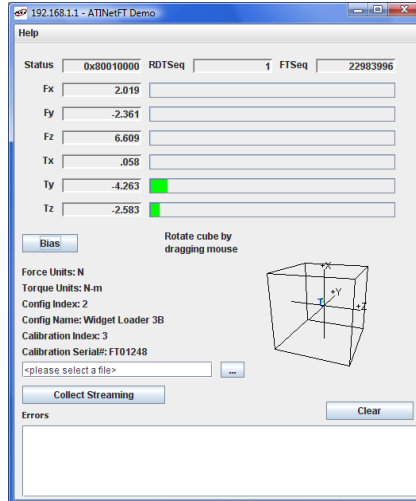 192.168.1.1 - ATINetFT Demo
Help
Status 0x80010000 RDTSeq 1 FTSeq 22983996
Fx 2.019
Fy -2.361
Fz 6.609
Tx .058
Ty -4.263
Tz -2.583
Bias
Rotate cube by
dragging mouse
Force Units: N
Torque Units: N-m
Config Index: 2
Config Name: Widget Loader 3B
Calibration Index: 3
Calibration Serial#: FT01248
+X
+Y
+Z
<please select a file> ...
Collect Streaming
Clear
Errors